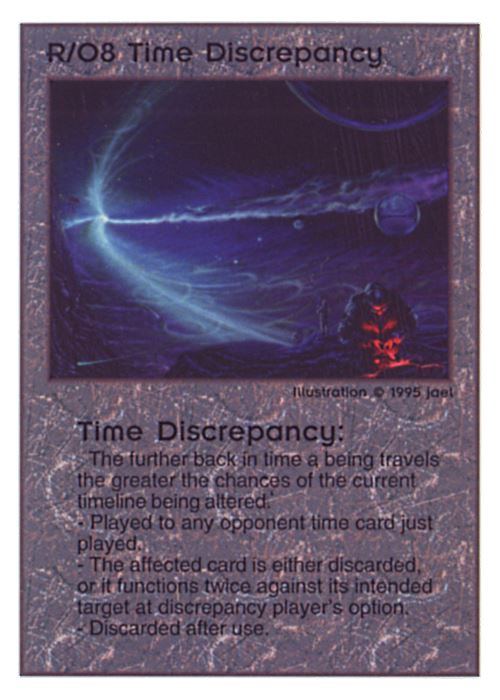 R/08 Time Discrepancy
Illustration © 1995 jael
Time Discrepancy:
'The further back in time a being travels
the greater the chances of the current
timeline being altered.'
- Played to any opponent time card just
played.
- The affected card is either discarded,
or it functions twice against its intended
target at discrepancy player's option.
- Discarded after use.